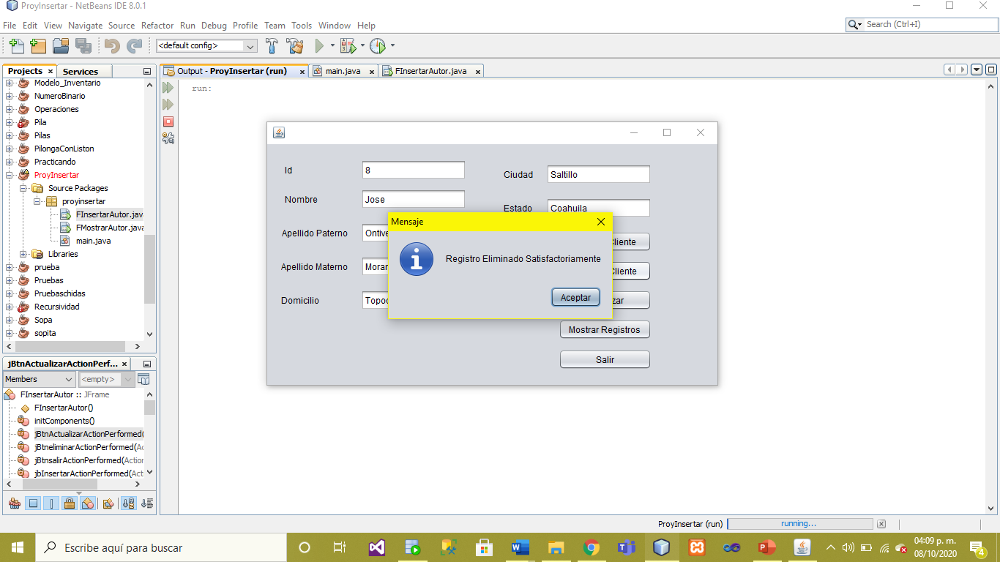 ProyInsertar - NetBeans IDE 8.0.1
File Edit View Navigate Source Refactor Run Debug Profile Team Tools Window Help
Search (Ctrl+I)
<default config>
Projects
Services
Output - ProyInsertar (run)
main.java
FInsertarAutor.java
Modelo_Inventario
NumeroBinario
Operaciones
Pila
Pilas
PilongaConListon
Practicando
ProyInsertar
Source Packages
proyinsertar
FInsertarAutor.java
FMostrarAutor.java
main.java
Libraries
prueba
Pruebas
Pruebaschidas
Recursividad
Sopa
sopita
run:
Id
8
Ciudad
Saltillo
Nombre
Jose
Estado
Coahuila
Apellido Paterno
Ontive
Apellido Materno
Moran
Domicilio
Topoc
Cliente
Cliente
zar
Mostrar Registros
Salir
Mensaje
Registro Eliminado Satisfactoriamente
Aceptar
jBtnActualizarActionPerf...
Members
<empty>
FInsertarAutor :: JFrame
FInsertarAutor()
initComponents()
jBtnActualizarActionPerformed(
jBtneliminarActionPerformed(Ac
jBtnsalirActionPerformed(Action
jbInsertarActionPerformed(Act
ProyInsertar (run)
running...
Escribe aquí para buscar
04:09 p. m.
08/10/2020
4